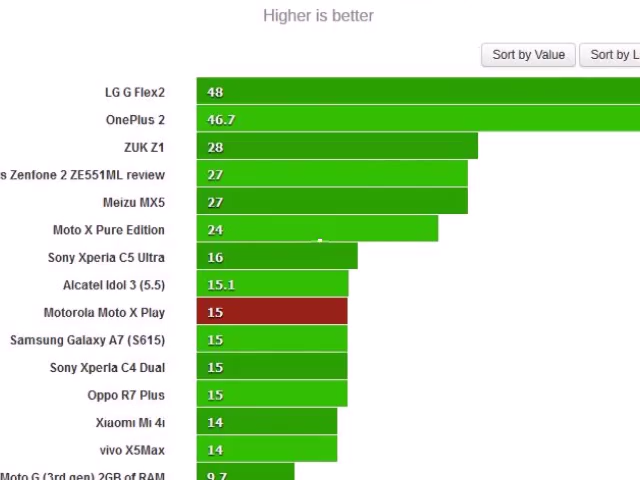 Higher is better
Sort by Value Sort by L
LG G Flex2 48
OnePlus 2 46.7
ZUK Z1 28
s Zenfone 2 ZE551ML review 27
Meizu MX5 27
Moto X Pure Edition 24
Sony Xperia C5 Ultra 16
Alcatel Idol 3 (5.5) 15.1
Motorola Moto X Play 15
Samsung Galaxy A7 (S615) 15
Sony Xperia C4 Dual 15
Oppo R7 Plus 15
Xiaomi Mi 4i 14
vivo X5Max 14
Moto G (3rd gen) 2GB of RAM 9.7